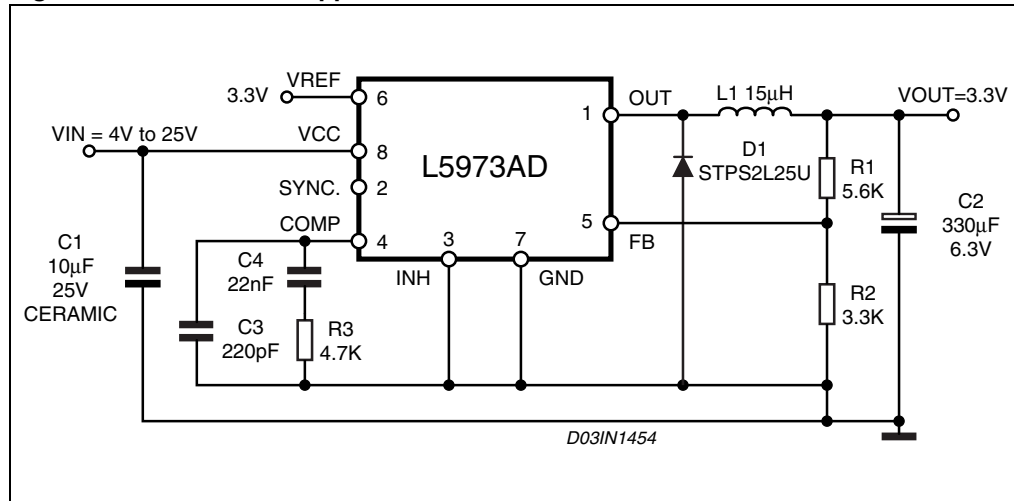 VREF
3.3V
6
VIN = 4V to 25V
VCC
8
SYNC.
2
COMP
4
L5973AD
1
OUT
L1 15µH
VOUT=3.3V
D1
STPS2L25U
R1
5.6K
5
FB
C2
330µF
6.3V
3
INH
7
GND
C1
10µF
25V
CERAMIC
C4
22nF
C3
220pF
R3
4.7K
R2
3.3K
D03IN1454